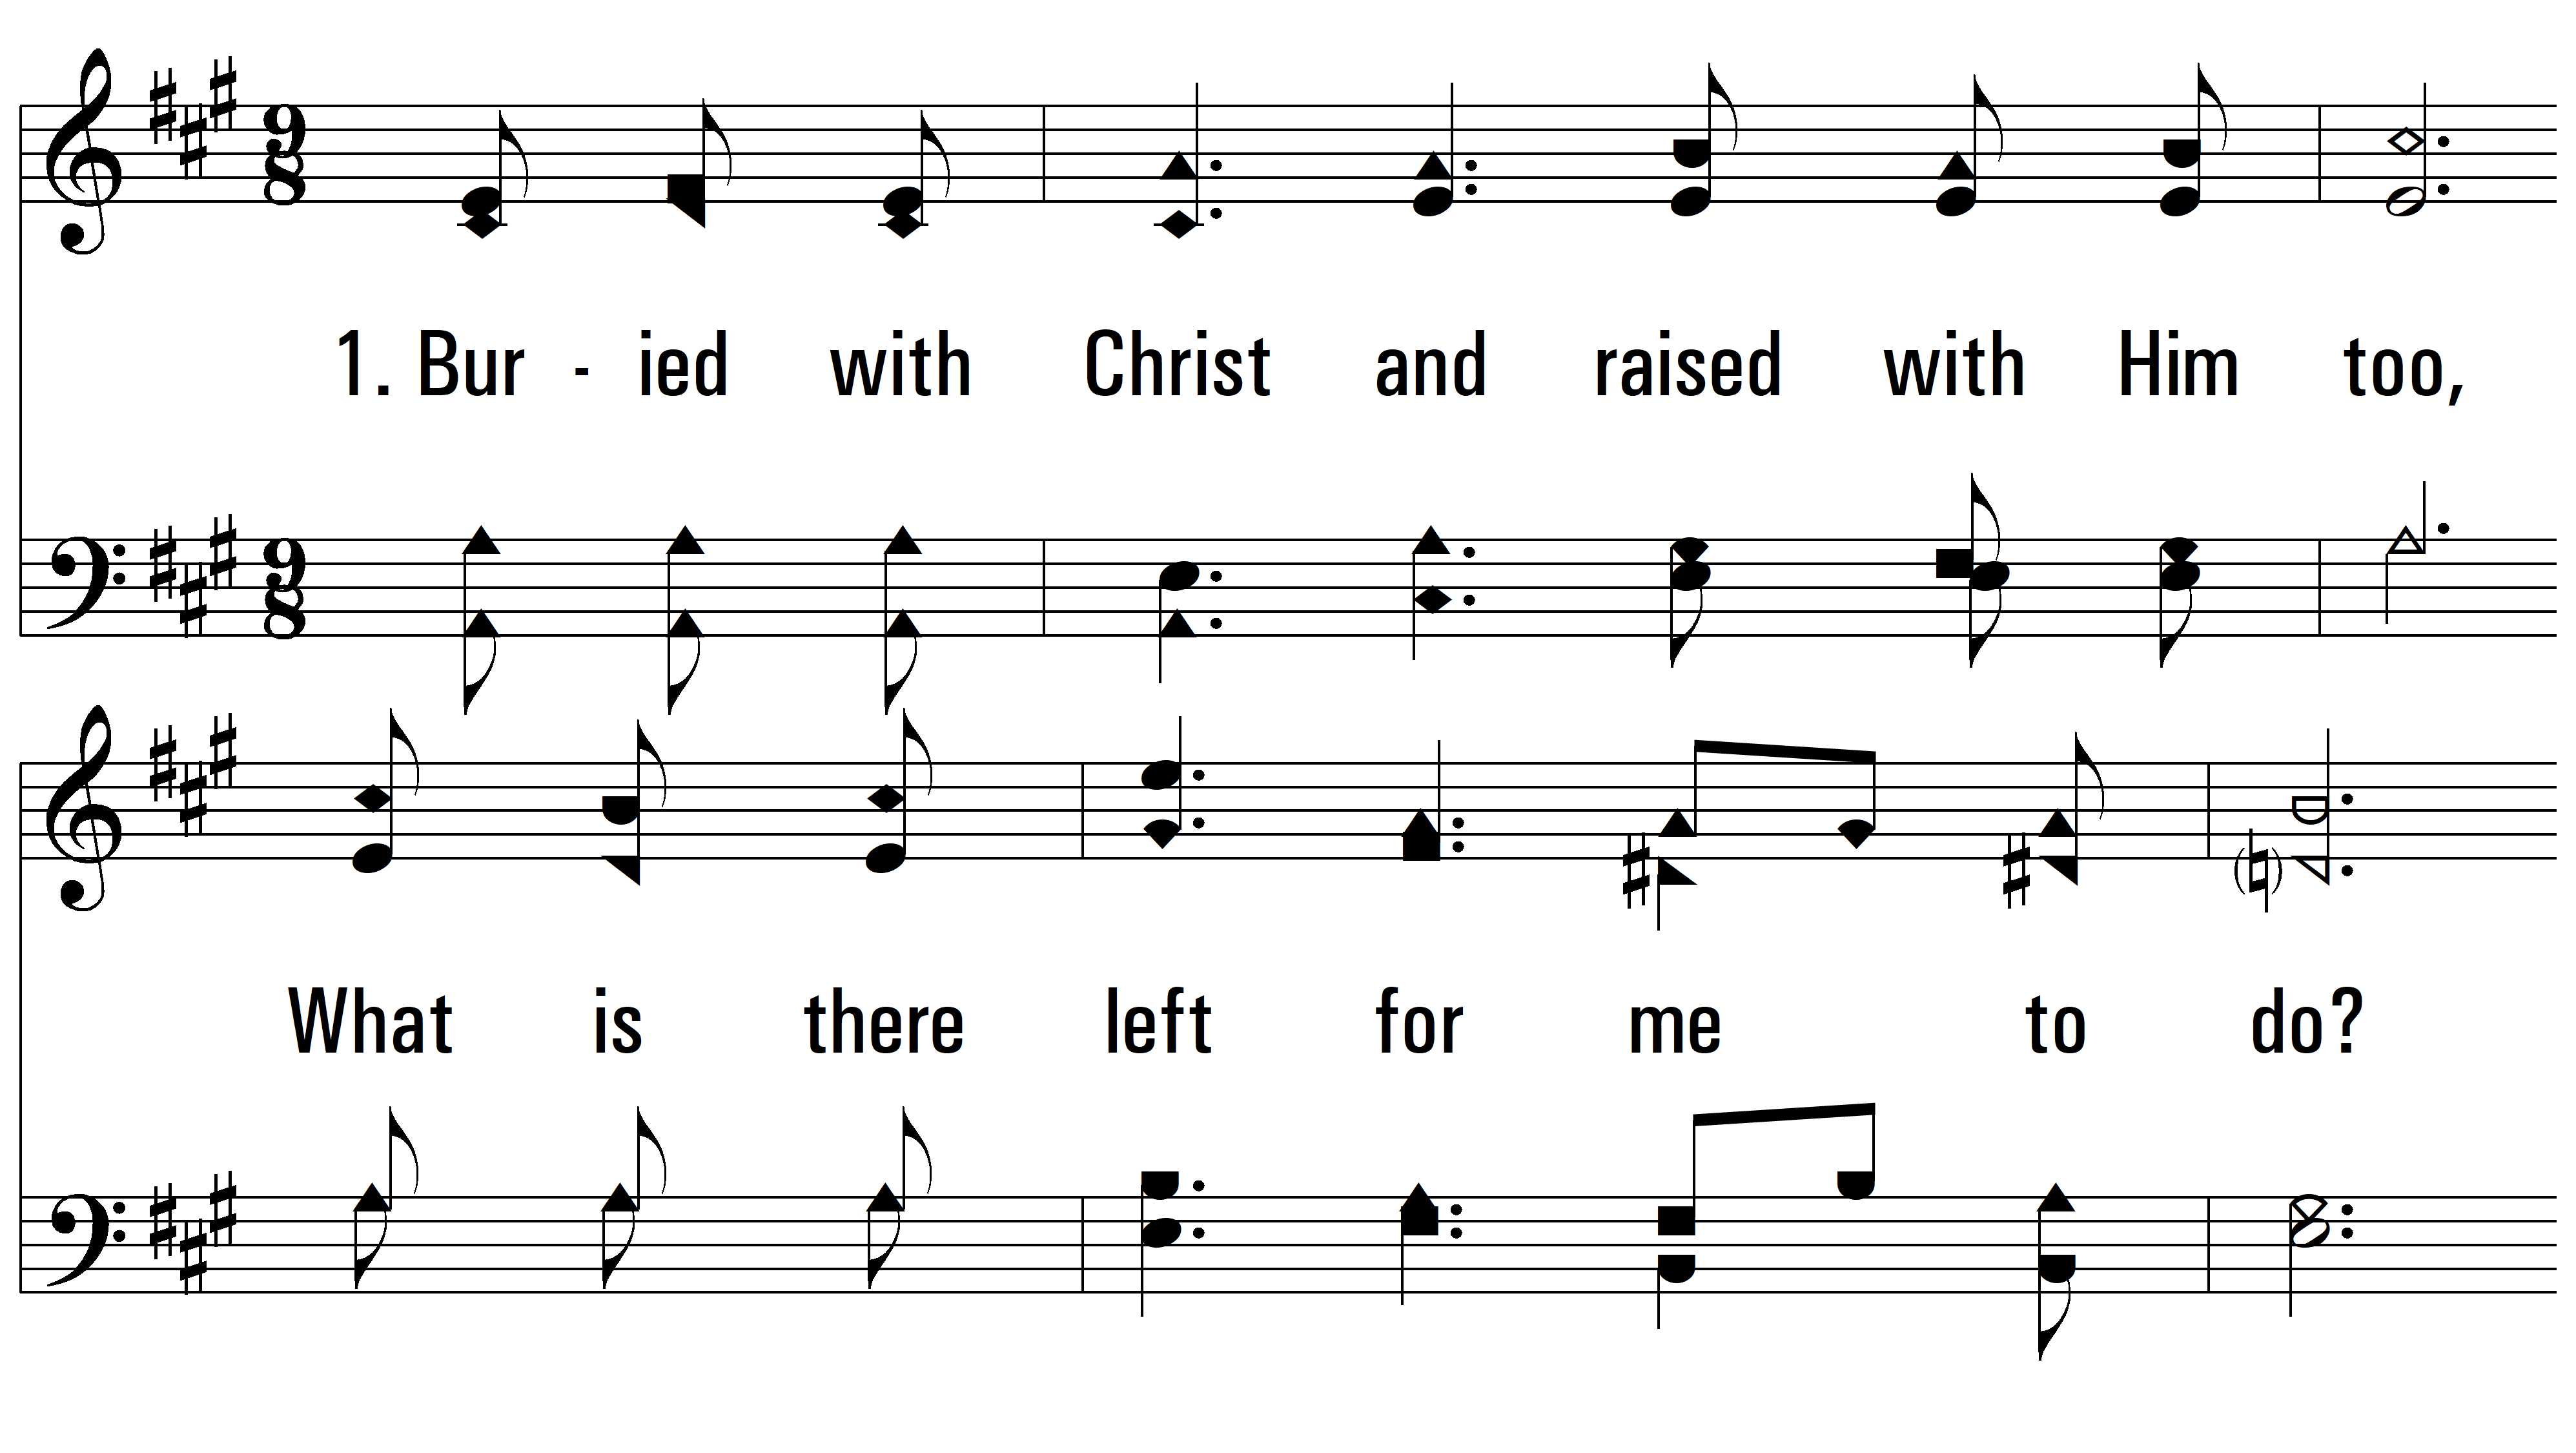 1. Bur - ied with Christ and raised with Him too,
What is there left for me to do?